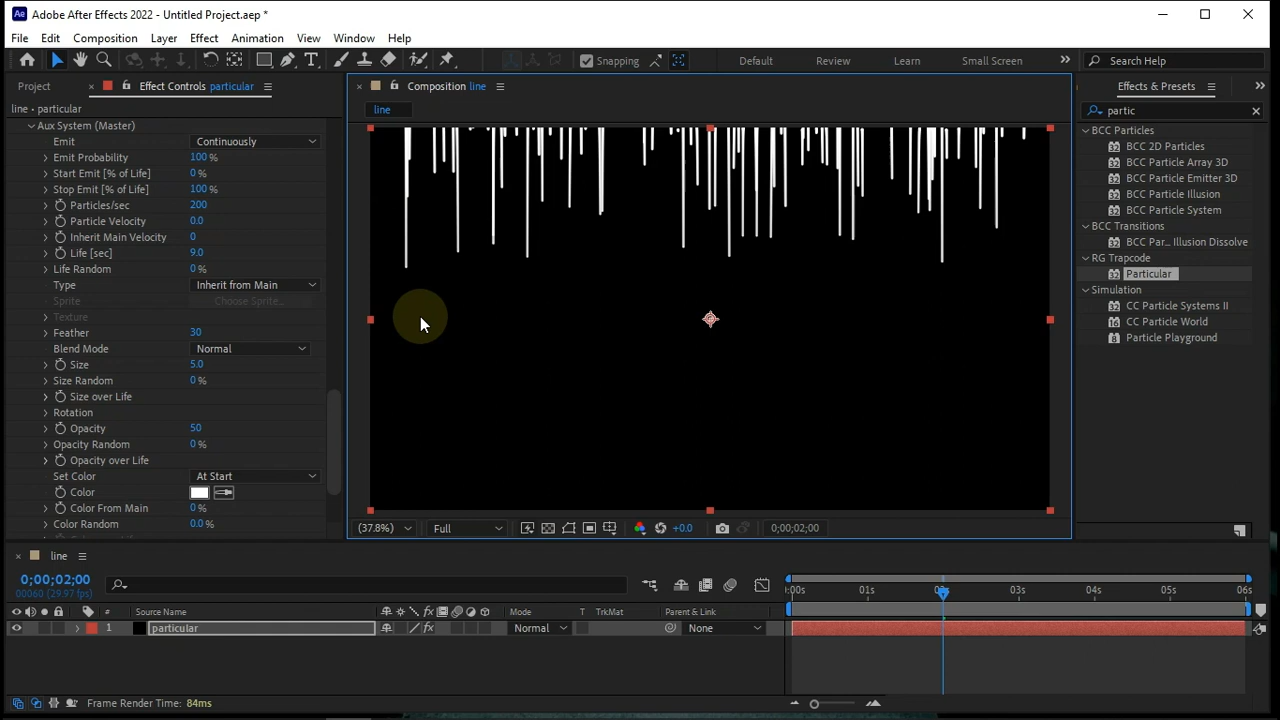 Adobe After Effects 2022 - Untitled Project.aep *
File Edit Composition Layer Effect Animation View Window Help
Snapping Default Review Learn Small Screen Search Help
Project Effect Controls particular
Composition line
Effects & Presets
line • particular
line
partic
Aux System (Master)
Emit Continuously
Emit Probability 100 %
Start Emit [% of Life] 0 %
Stop Emit [% of Life] 100 %
Particles/sec 200
Particle Velocity 0.0
Inherit Main Velocity 0
Life [sec] 9.0
Life Random 0 %
Type Inherit from Main
Sprite Choose Sprite...
Texture
Feather 30
Blend Mode Normal
Size 5.0
Size Random 0 %
Size over Life
Rotation
Opacity 50
Opacity Random 0 %
Opacity over Life
Set Color At Start
Color
Color From Main 0 %
Color Random 0.0 %
BCC Particles
BCC 2D Particles
BCC Particle Array 3D
BCC Particle Emitter 3D
BCC Particle Illusion
BCC Particle System
BCC Transitions
BCC Par... Illusion Dissolve
RG Trapcode
Particular
Simulation
CC Particle Systems II
CC Particle World
Particle Playground
(37.8%) Full +0.0 0;00;02;00
line
0;00;02;00
00060 (29.97 fps)
:00s 01s 02s 03s 04s 05s 06s
# Source Name Mode T TrkMat Parent & Link
1 particular Normal None
Frame Render Time: 84ms